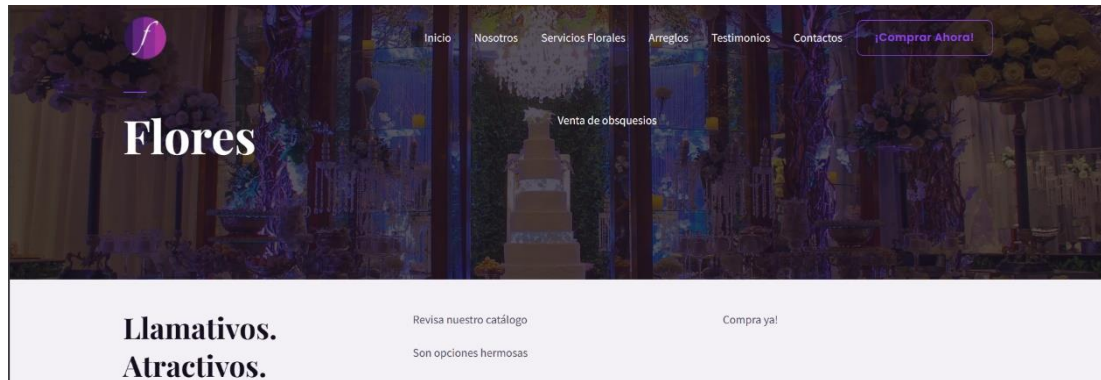 f
Inicio Nosotros Servicios Florales Arreglos Testimonios Contactos ¡Comprar Ahora!
Venta de obsquesios
Flores
Llamativos.
Atractivos.
Revisa nuestro catálogo
Son opciones hermosas
Compra ya!